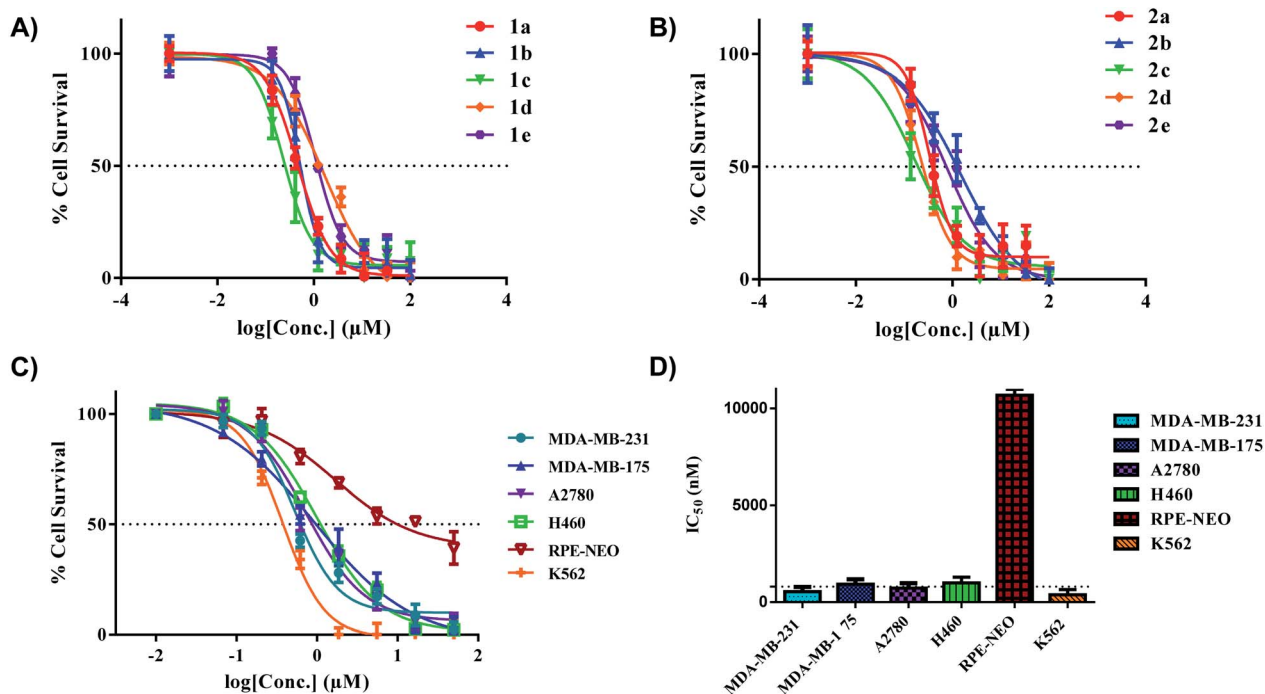 A)
% Cell Survival
100
50
0
-4
-2
0
2
4
log[Conc.] (µM)
1a
1b
1c
1d
1e
B)
% Cell Survival
100
50
0
-4
-2
0
2
4
log[Conc.] (µM)
2a
2b
2c
2d
2e
C)
% Cell Survival
100
50
0
-2
-1
0
1
2
log[Conc.] (µM)
MDA-MB-231
MDA-MB-175
A2780
H460
RPE-NEO
K562
D)
IC50 (nM)
10000
5000
0
MDA-MB-231
MDA-MB-1 75
A2780
H460
RPE-NEO
K562
MDA-MB-231
MDA-MB-175
A2780
H460
RPE-NEO
K562